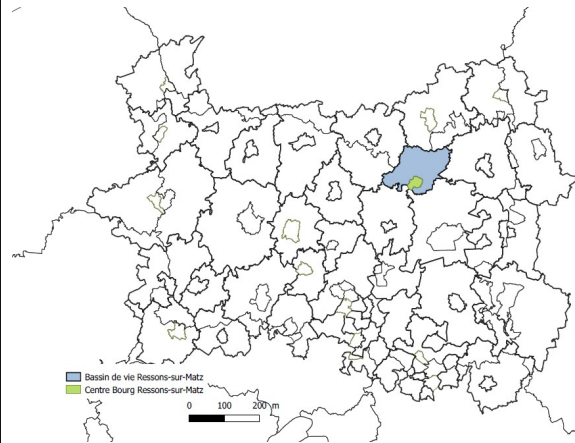 Bassin de vie Ressons-sur-Matz
Centre Bourg Ressons-sur-Matz
0 100 200 m